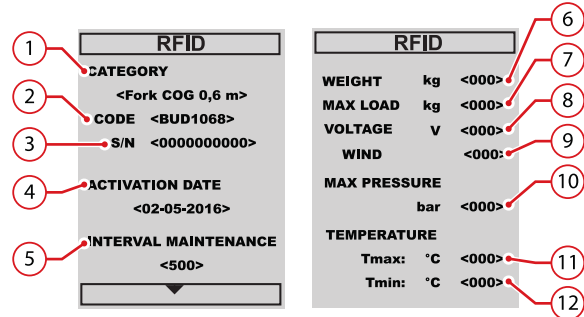 RFID
1
CATEGORY
<Fork COG 0,6 m>
2
CODE <BUD1068>
3
S/N <0000000000>
4
ACTIVATION DATE
<02-05-2016>
5
INTERVAL MAINTENANCE
<500>
RFID
6
WEIGHT kg <000>
7
MAX LOAD kg <000>
8
VOLTAGE V <000>
9
WIND <000>
10
MAX PRESSURE
bar <000>
TEMPERATURE
Tmax: °C <000>
11
Tmin: °C <000>
12